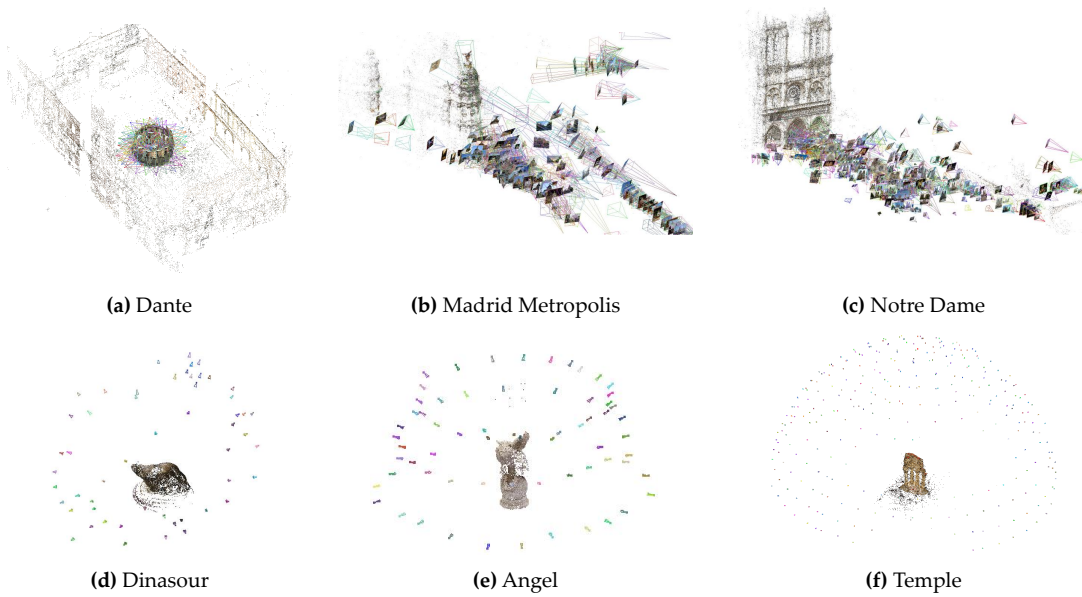 (a) Dante
(b) Madrid Metropolis
(c) Notre Dame
(d) Dinasour
(e) Angel
(f) Temple